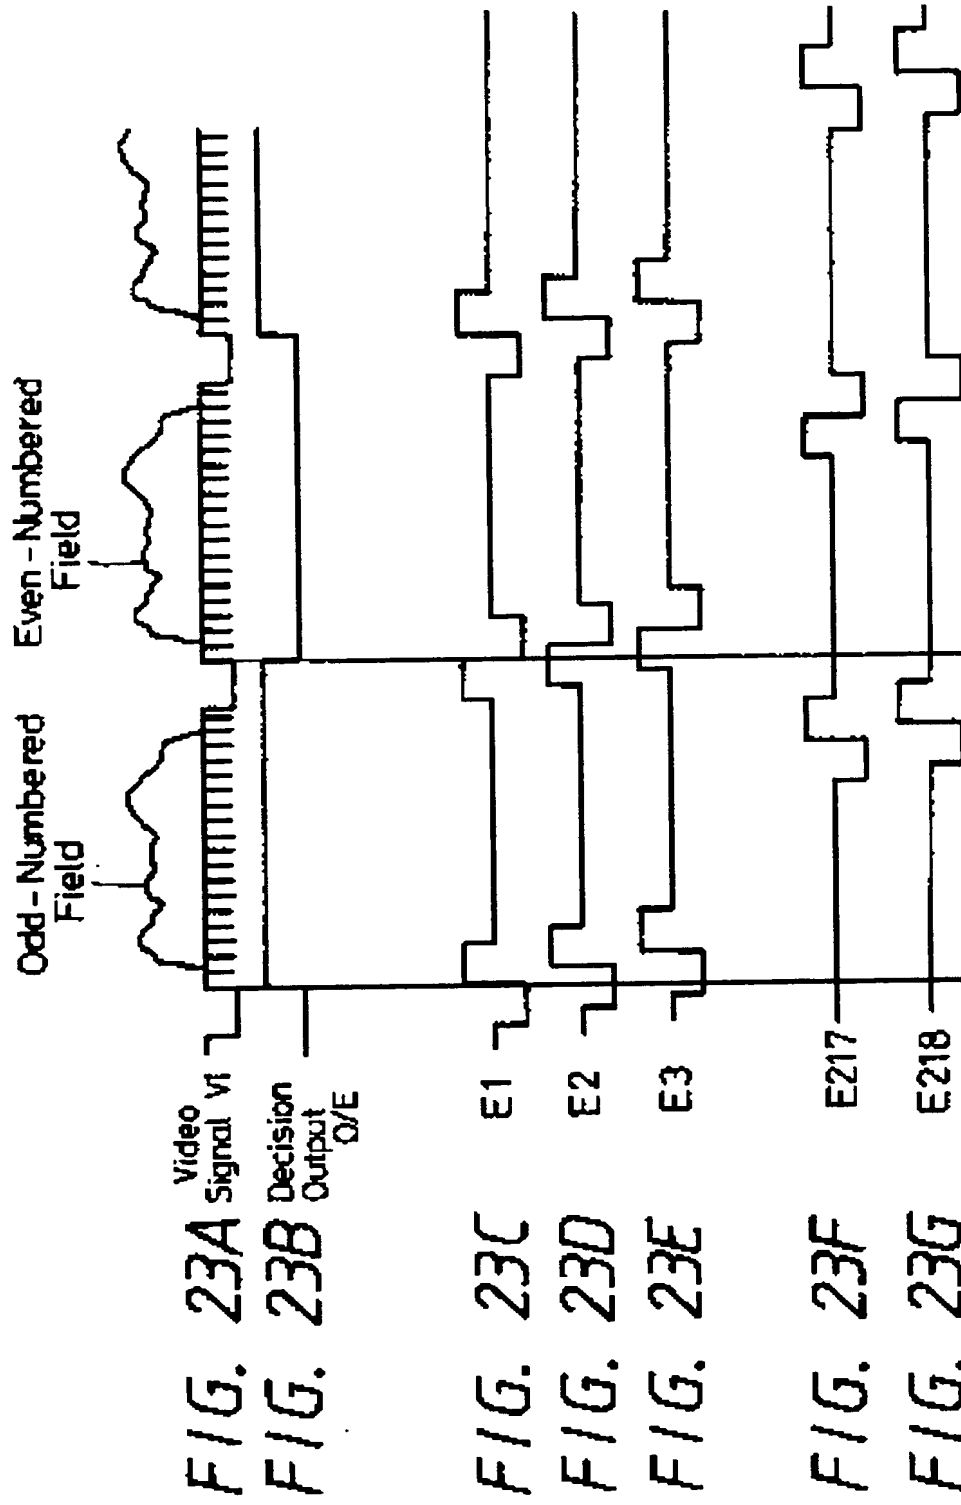 Odd-Numbered
Field
Even-Numbered
Field
FIG. 23A
Video
Signal VI
FIG. 23B
Decision
Output
O/E
FIG. 23C
E1
FIG. 23D
E2
FIG. 23E
E3
FIG. 23F
E217
FIG. 23G
E218